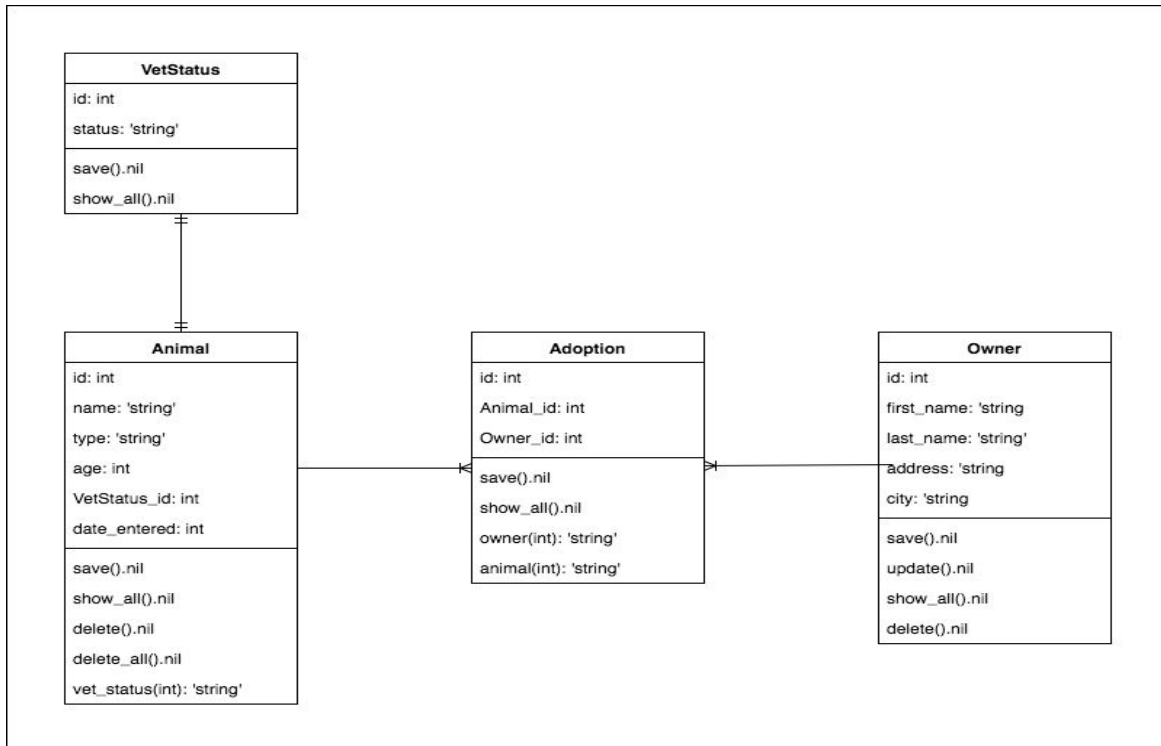 VetStatus
id: int
status: 'string'
save().nil
show_all().nil
Animal
id: int
name: 'string'
type: 'string'
age: int
VetStatus_id: int
date_entered: int
save().nil
show_all().nil
delete().nil
delete_all().nil
vet_status(int): 'string'
Adoption
id: int
Animal_id: int
Owner_id: int
save().nil
show_all().nil
owner(int): 'string'
animal(int): 'string'
Owner
id: int
first_name: 'string
last_name: 'string'
address: 'string
city: 'string
save().nil
update().nil
show_all().nil
delete().nil